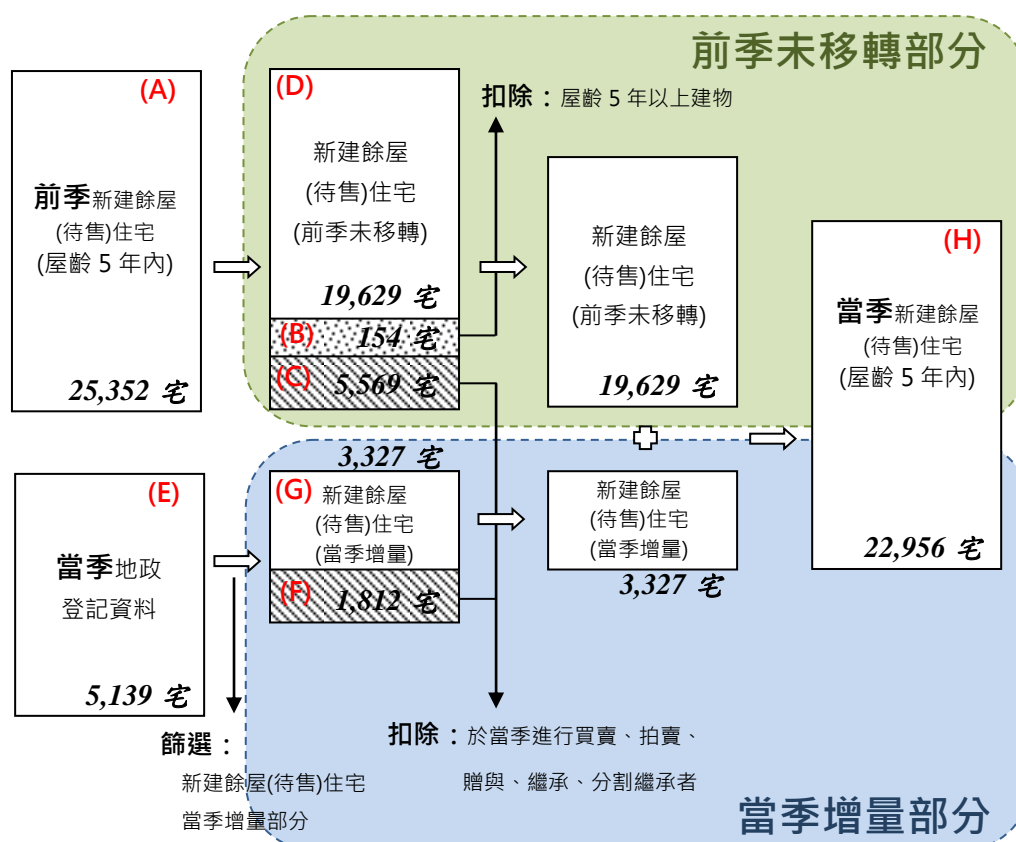 前季未移轉部分
(A)
前季新建餘屋
(待售)住宅
(屋齡 5 年內)
25,352 宅
(D)
新建餘屋
(待售)住宅
(前季未移轉)
19,629 宅
(B) 154 宅
(C) 5,569 宅
扣除：屋齡 5 年以上建物
新建餘屋
(待售)住宅
(前季未移轉)
19,629 宅
(H)
當季新建餘屋
(待售)住宅
(屋齡 5 年內)
22,956 宅
(E)
當季地政
登記資料
5,139 宅
3,327 宅
(G) 新建餘屋
(待售)住宅
(當季增量)
(F) 1,812 宅
新建餘屋
(待售)住宅
(當季增量)
3,327 宅
篩選：
新建餘屋(待售)住宅
當季增量部分
扣除：於當季進行買賣、拍賣、
贈與、繼承、分割繼承者
當季增量部分